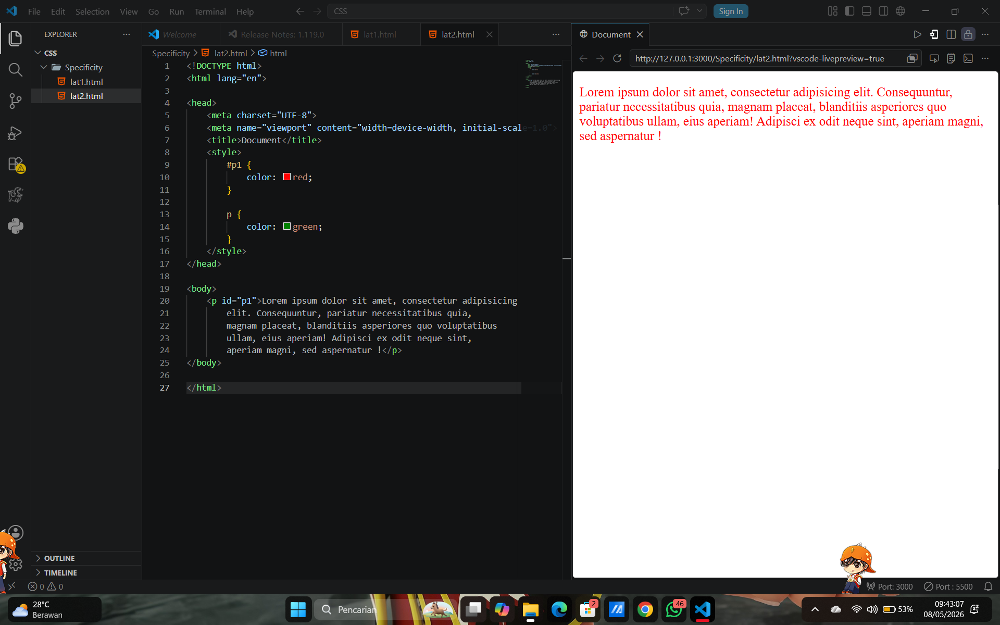 File Edit Selection View Go Run Terminal Help
CSS
Sign In
EXPLORER
Welcome
Release Notes: 1.119.0
lat1.html
lat2.html
Document
CSS
Specificity
lat1.html
lat2.html
Specificity > lat2.html > html
http://127.0.0.1:3000/Specificity/lat2.html?vscode-livepreview=true
1 <!DOCTYPE html>
2 <html lang="en">
3
4 <head>
5 <meta charset="UTF-8">
6 <meta name="viewport" content="width=device-width, initial-scale=1.0">
7 <title>Document</title>
8 <style>
9 #p1 {
10 color: red;
11 }
12
13 p {
14 color: green;
15 }
16 </style>
17 </head>
18
19 <body>
20 <p id="p1">Lorem ipsum dolor sit amet, consectetur adipisicing
21 elit. Consequuntur, pariatur necessitatibus quia,
22 magnam placeat, blanditiis asperiores quo voluptatibus
23 ullam, eius aperiam! Adipisci ex odit neque sint,
24 aperiam magni, sed aspernatur !</p>
25 </body>
26
27 </html>
Lorem ipsum dolor sit amet, consectetur adipisicing elit. Consequuntur,
pariatur necessitatibus quia, magnam placeat, blanditiis asperiores quo
voluptatibus ullam, eius aperiam! Adipisci ex odit neque sint, aperiam magni,
sed aspernatur !
OUTLINE
TIMELINE
0 0
Port: 3000
Port : 5500
28°C
Berawan
Pencarian
2
46
53%
09:43:07
08/05/2026